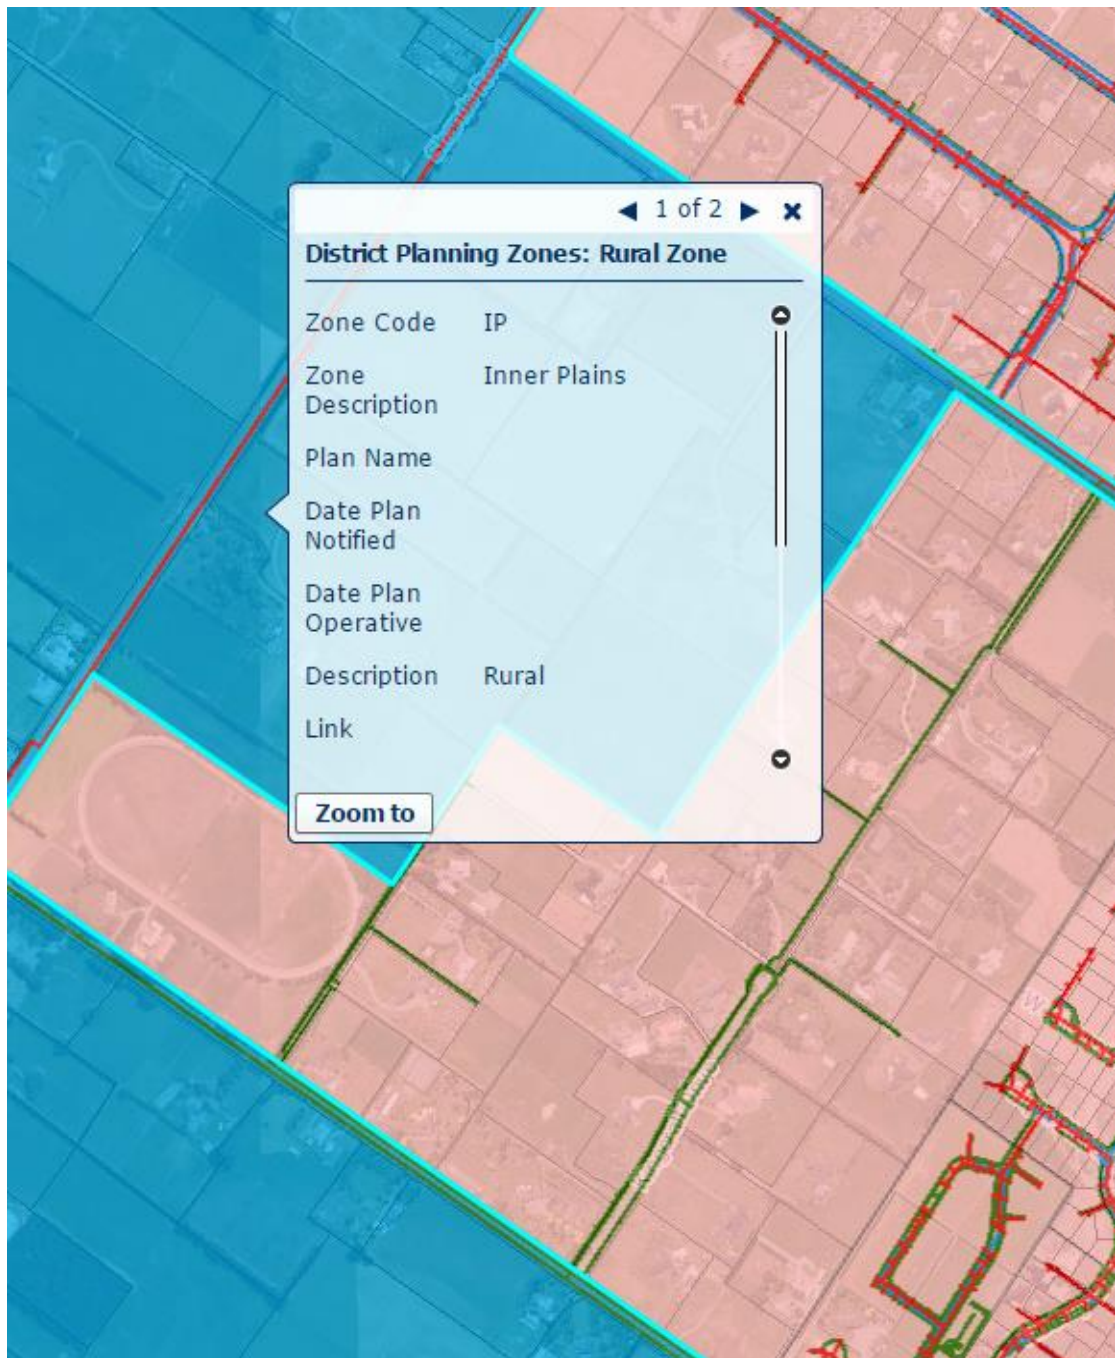 1 of 2
District Planning Zones: Rural Zone
Zone Code IP
Zone Inner Plains
Description
Plan Name
Date Plan
Notified
Date Plan
Operative
Description Rural
Link
Zoom to